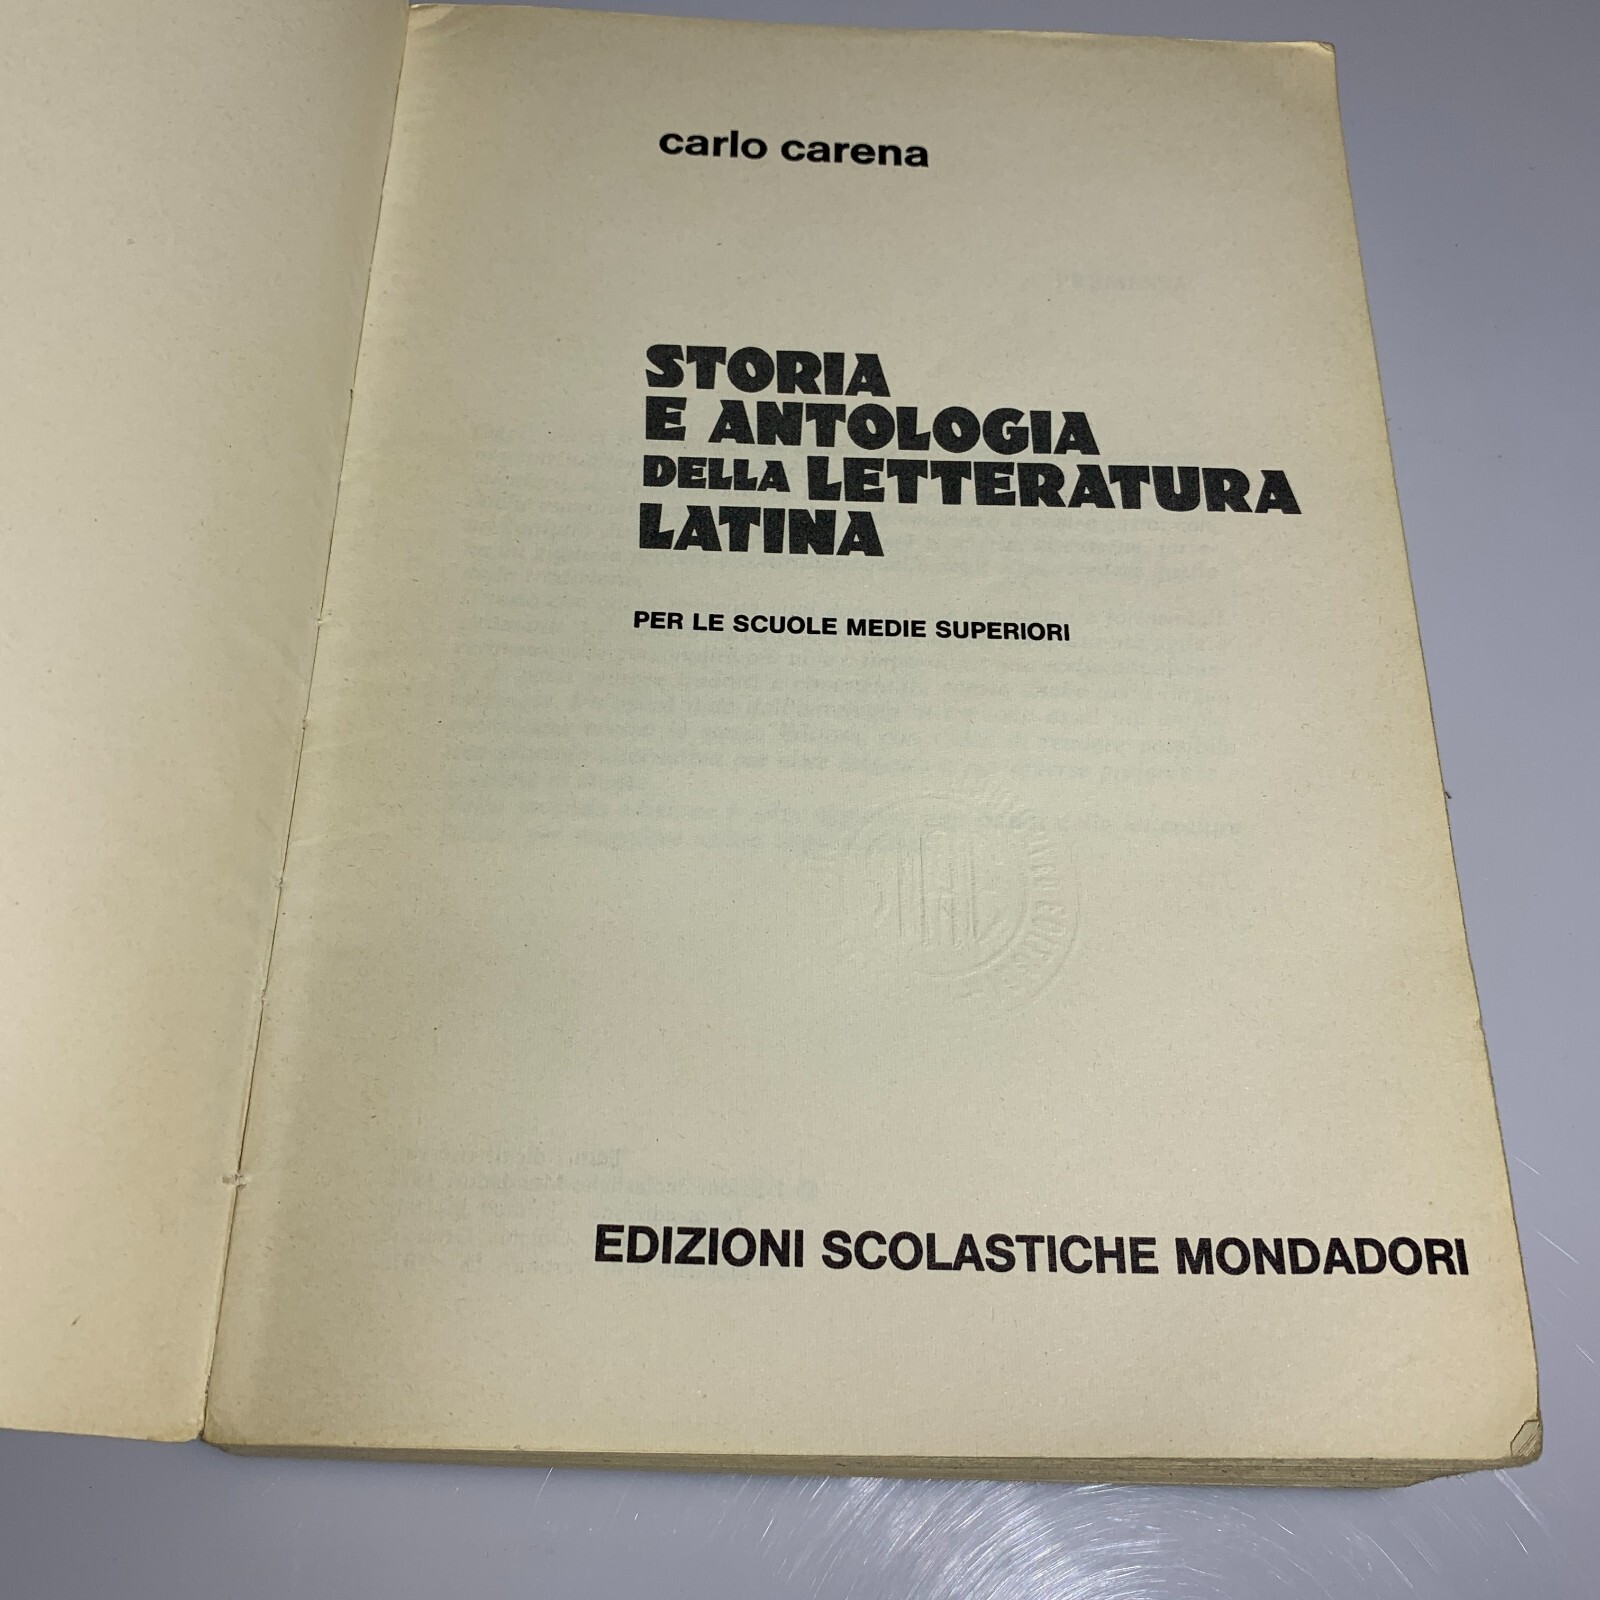 carlo carena
STORIA
E ANTOLOGIA
DELLA LETTERATURA
LATINA
PER LE SCUOLE MEDIE SUPERIORI
EDIZIONI SCOLASTICHE MONDADORI